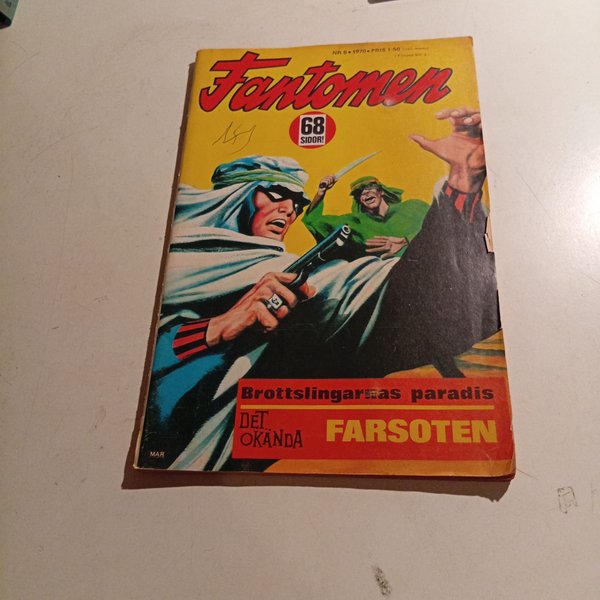 NR 6 • 1970 • PRIS 1:50
Fantomen
68
SIDOR!
Brottslingarnas paradis
DET
OKÄNDA
FARSOTEN
MAR